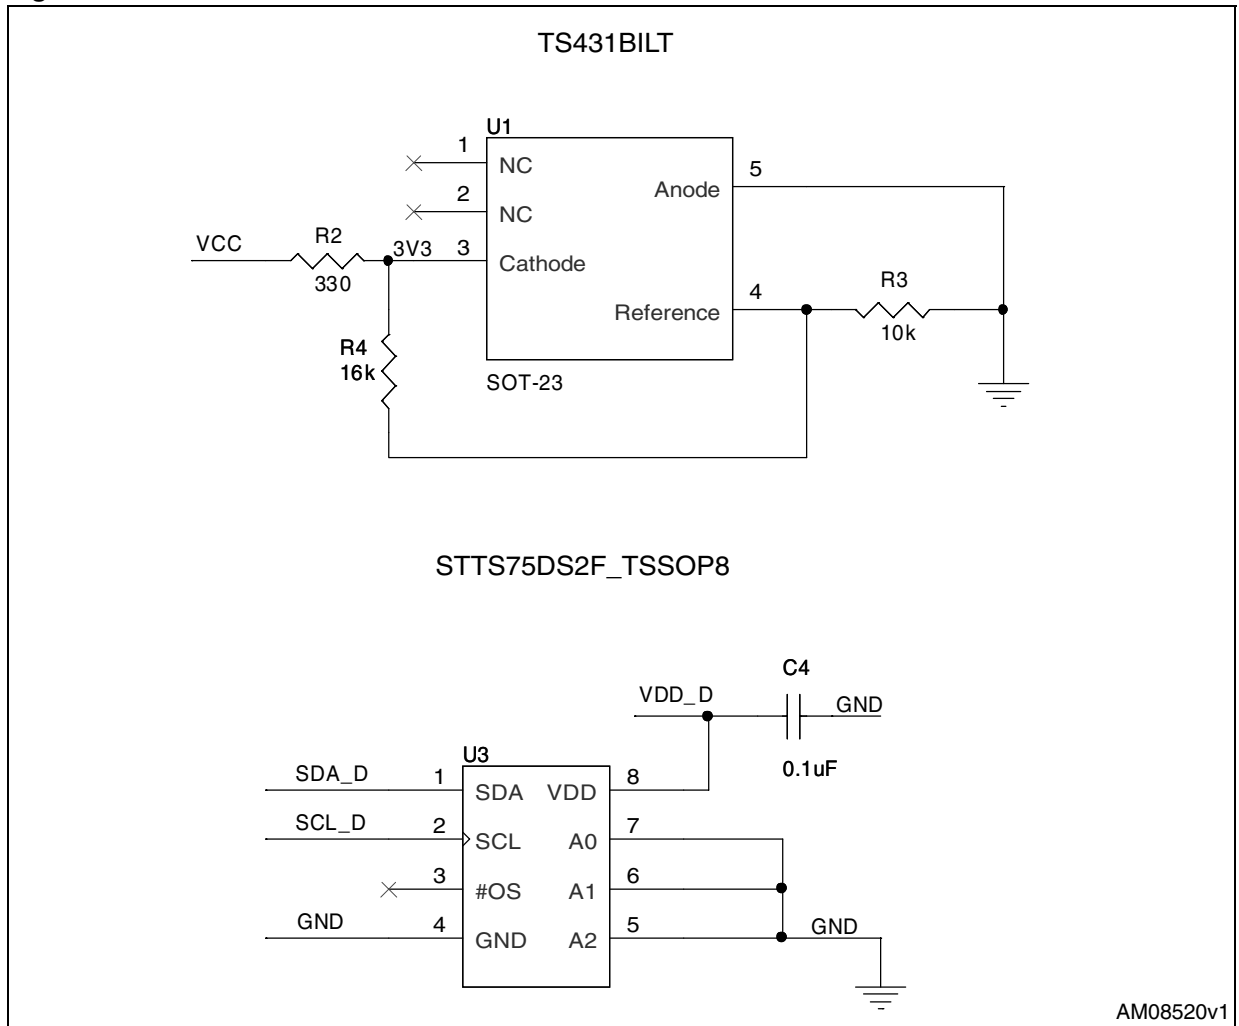 TS431BILT
U1
1
NC
2
NC
VCC
R2
330
3V3
3
Cathode
Anode
5
Reference
4
R3
10k
R4
16k
SOT-23
STTS75DS2F_TSSOP8
C4
VDD_D
GND
0.1uF
U3
SDA_D 1 SDA VDD 8
SCL_D 2 SCL A0 7
3 #OS A1 6
GND 4 GND A2 5 GND
AM08520v1